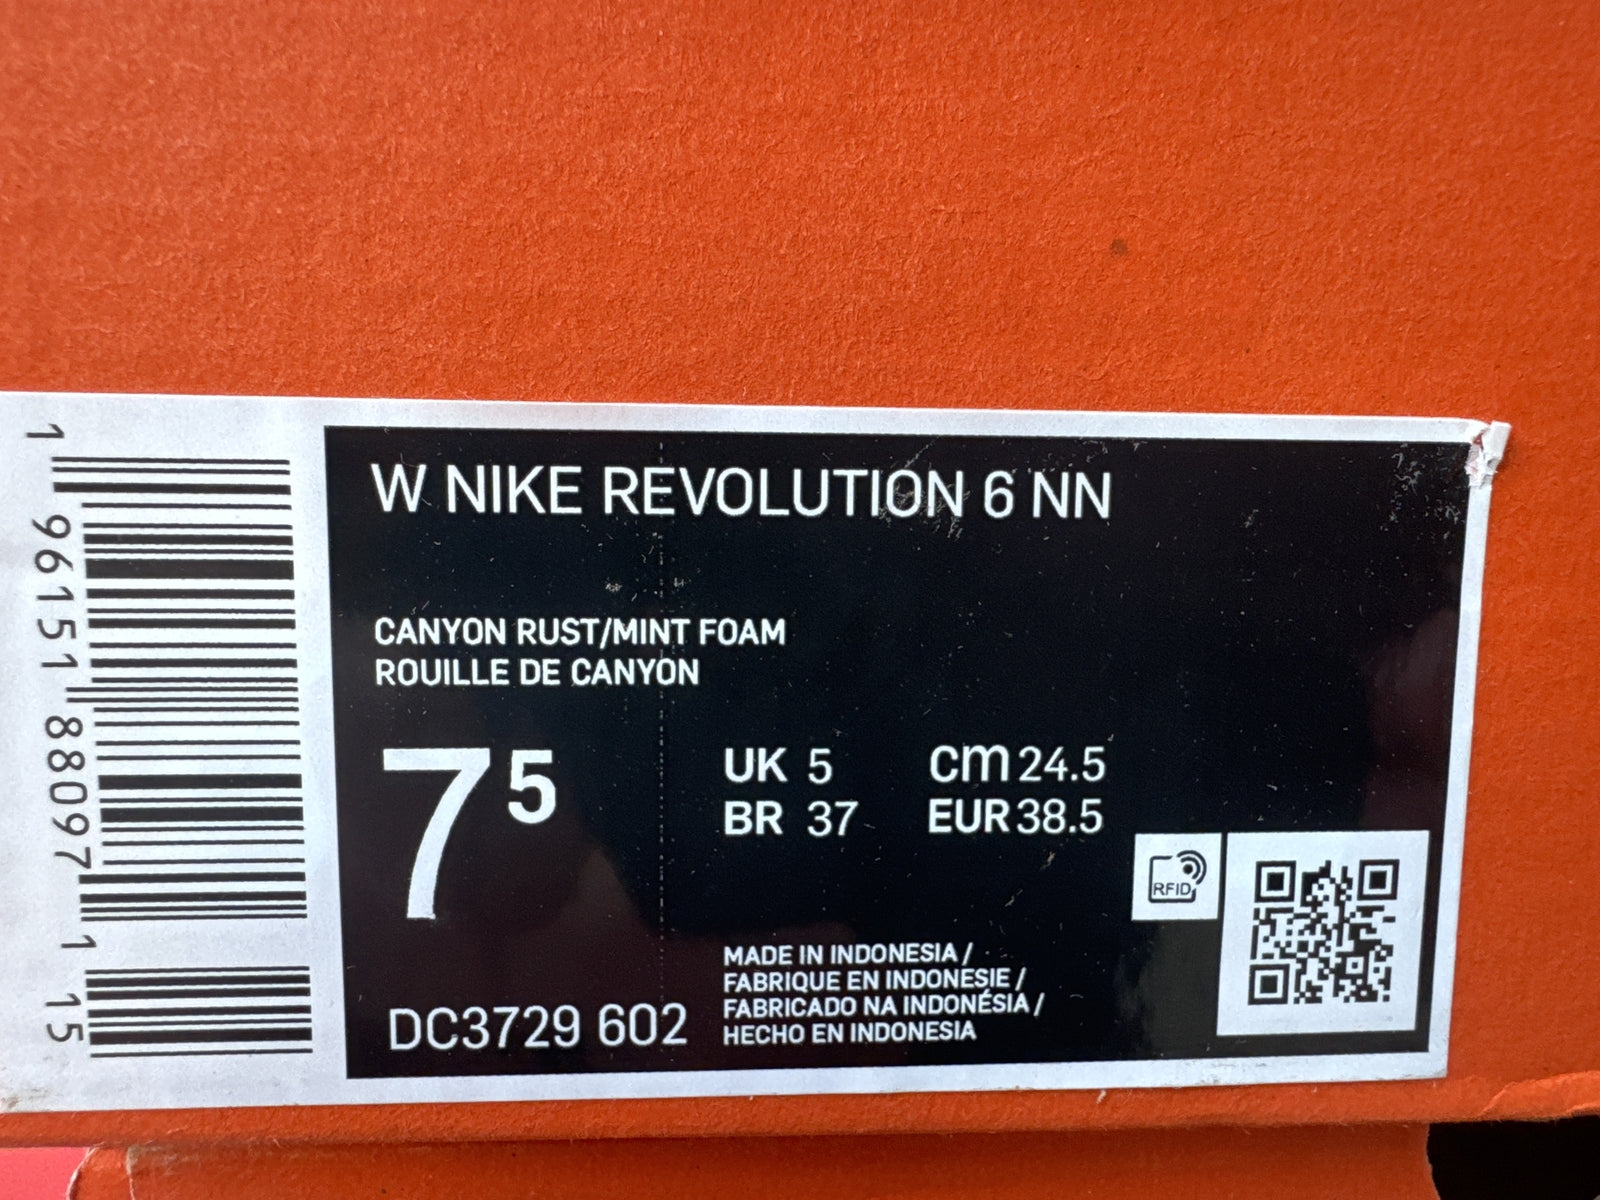 1 96151 88097 1 15
W NIKE REVOLUTION 6 NN
CANYON RUST/MINT FOAM
ROUILLE DE CANYON
7 5
UK 5 cm 24.5
BR 37 EUR 38.5
RFID
MADE IN INDONESIA /
FABRIQUE EN INDONESIE /
FABRICADO NA INDONÉSIA /
HECHO EN INDONESIA
DC3729 602